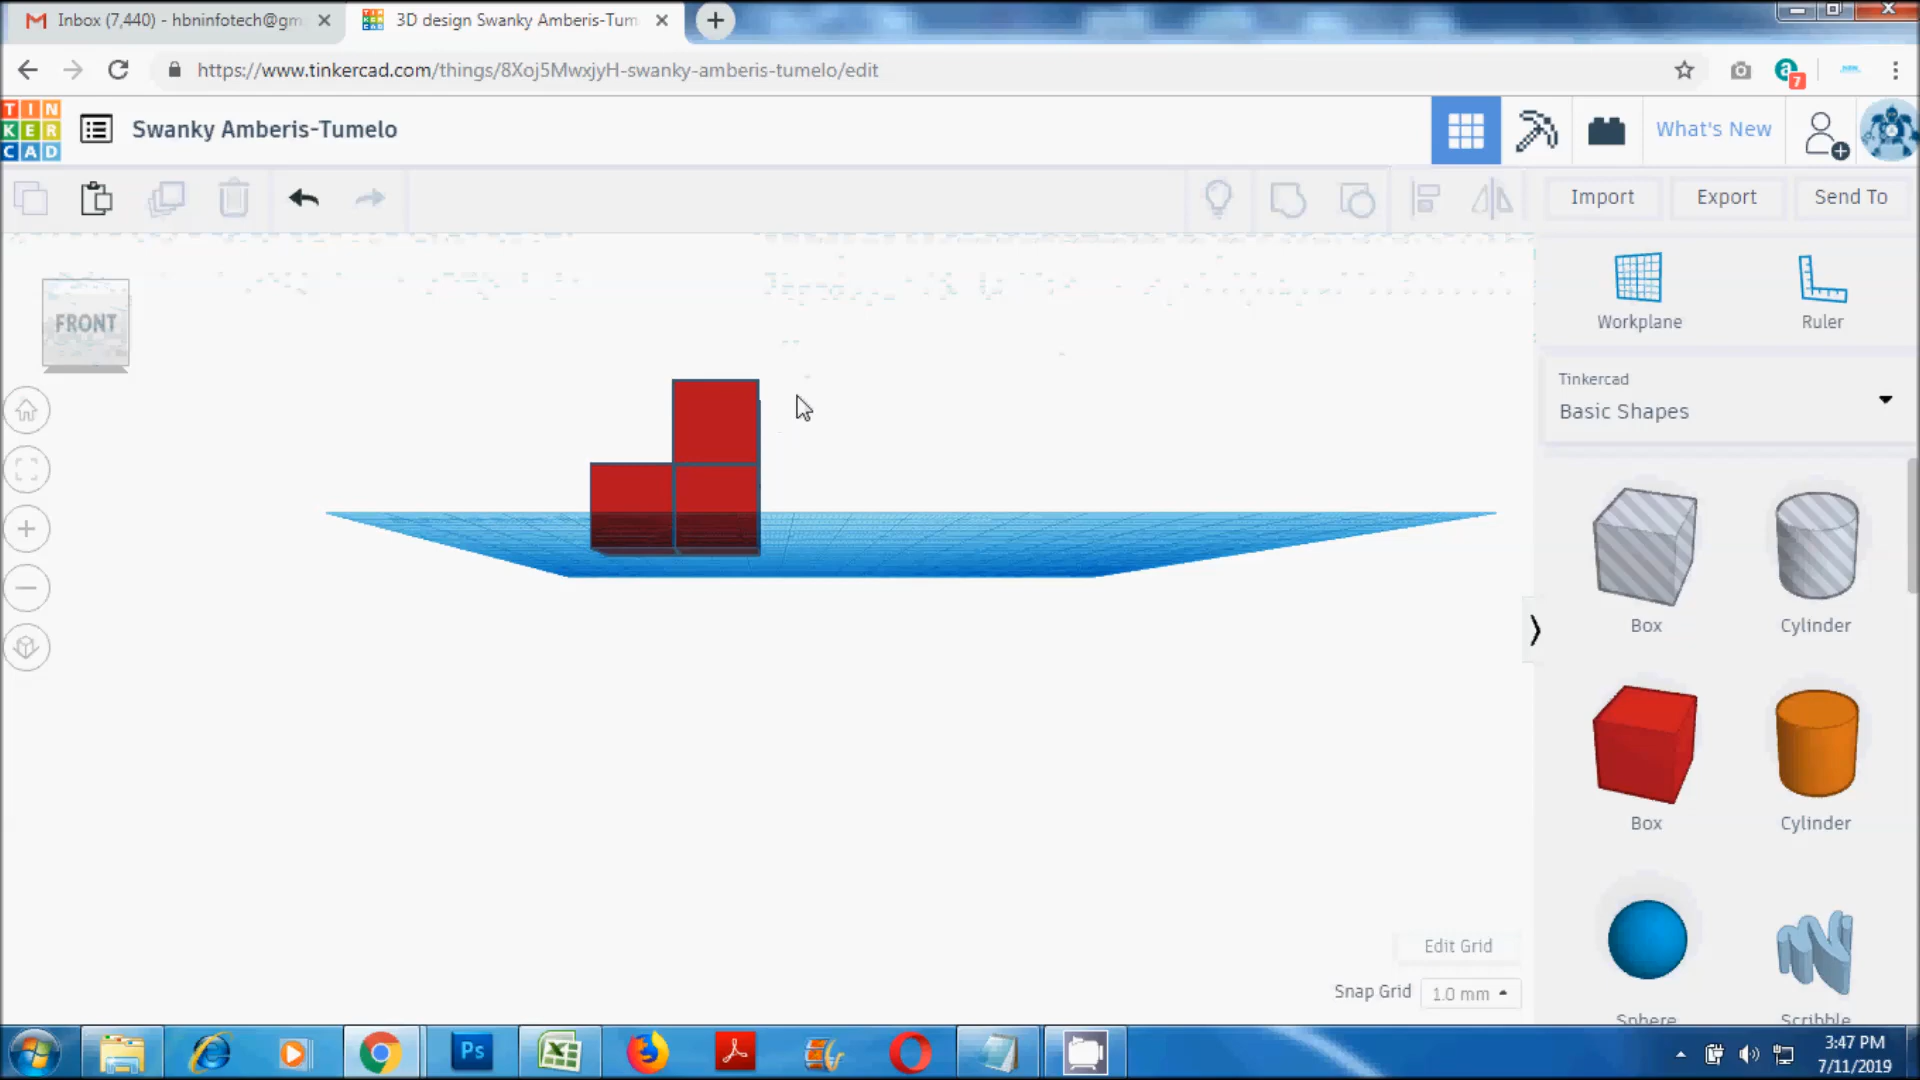 Inbox (7,440) - hbninfotech@gm
3D design Swanky Amberis-Tum
https://www.tinkercad.com/things/8Xoj5MwxjyH-swanky-amberis-tumelo/edit
7
TIN
KER
CAD
Swanky Amberis-Tumelo
What's New
Import
Export
Send To
FRONT
Workplane
Ruler
Tinkercad
Basic Shapes
Box
Cylinder
Box
Cylinder
Edit Grid
Snap Grid
1.0 mm
Sphere
Scribble
Ps
3:47 PM
7/11/2019